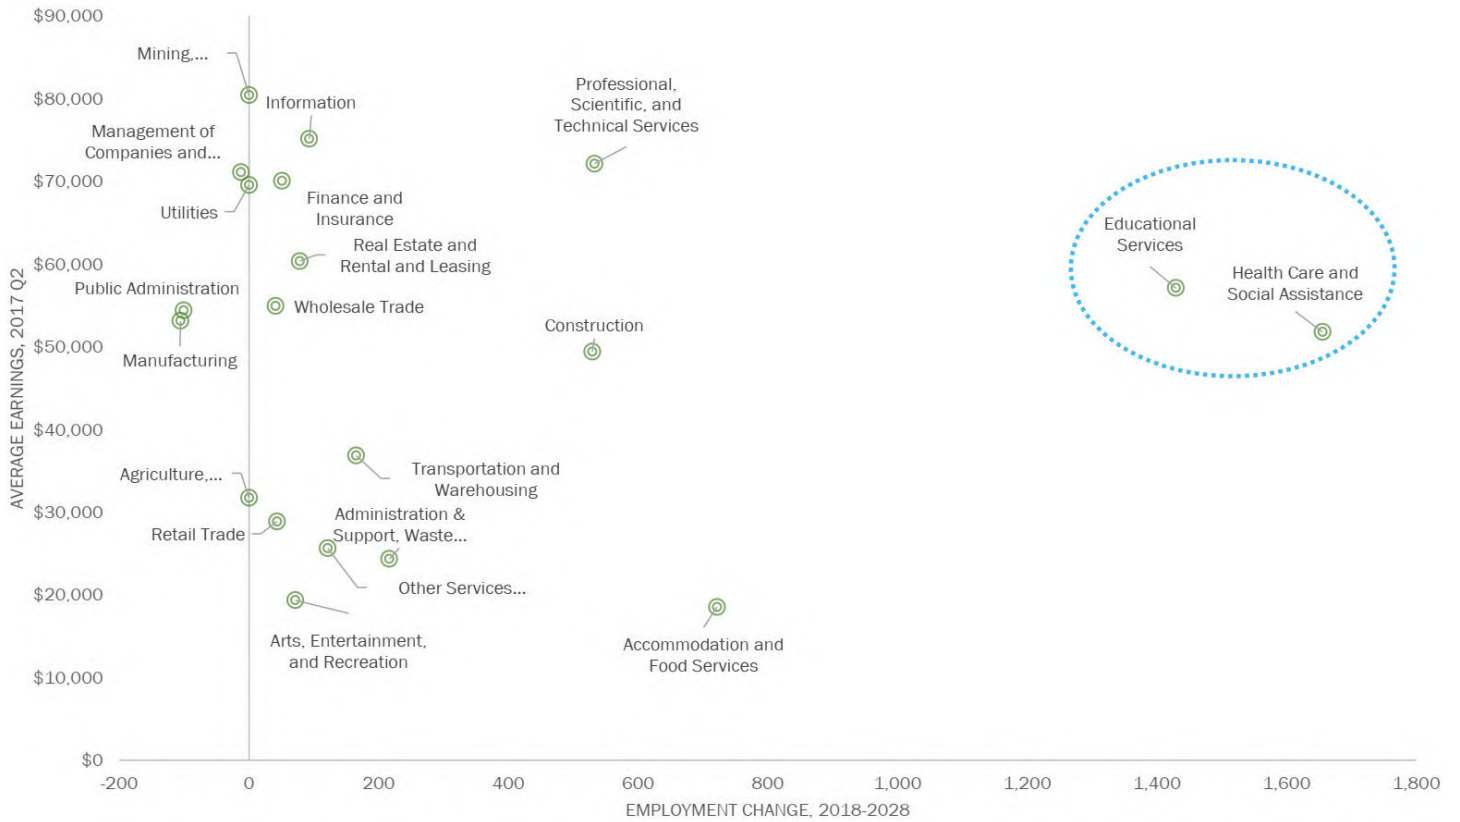 $90,000
Mining,...
Professional,
Scientific, and
Technical Services
$80,000
Information
Management of
Companies and...
$70,000
Utilities
Finance and
Insurance
Educational
Services
Real Estate and
Rental and Leasing
$60,000
Health Care and
Social Assistance
Public Administration
Wholesale Trade
Construction
$50,000
Manufacturing
AVERAGE EARNINGS, 2017 Q2
$40,000
Agriculture,...
Transportation and
Warehousing
$30,000
Retail Trade
Administration &
Support, Waste...
Other Services...
$20,000
Arts, Entertainment,
and Recreation
Accommodation and
Food Services
$10,000
$0
-200 0 200 400 600 800 1,000 1,200 1,400 1,600 1,800
EMPLOYMENT CHANGE, 2018-2028